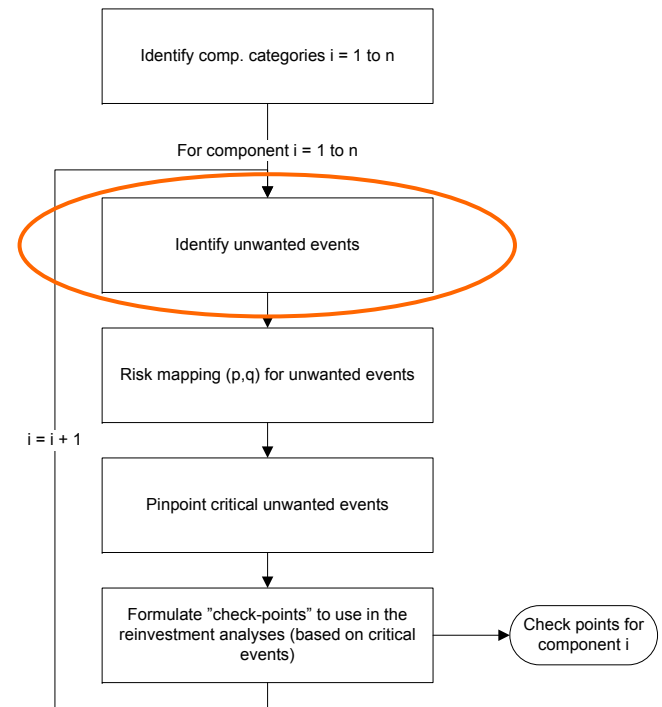 Identify comp. categories i = 1 to n
For component i = 1 to n
Identify unwanted events
Risk mapping (p,q) for unwanted events
i = i + 1
Pinpoint critical unwanted events
Formulate ”check-points” to use in the
reinvestment analyses (based on critical
events)
Check points for
component i